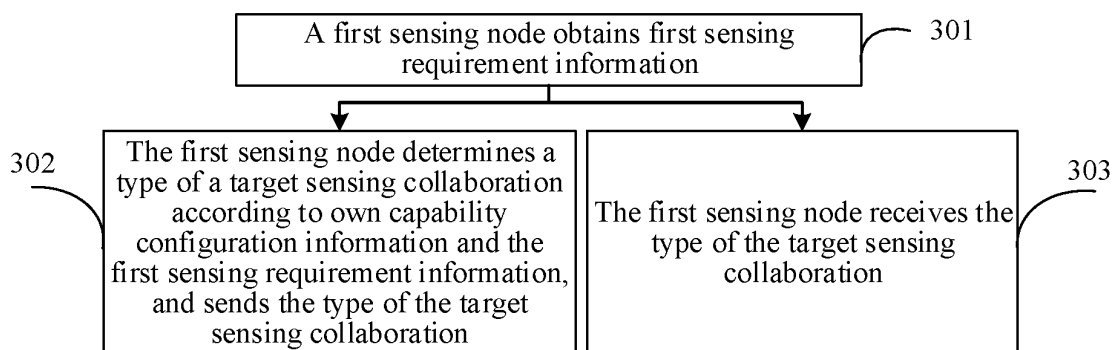 A first sensing node obtains first sensing
requirement information
301
302
The first sensing node determines a
type of a target sensing collaboration
according to own capability
configuration information and the
first sensing requirement information,
and sends the type of the target
sensing collaboration
The first sensing node receives the
type of the target sensing
collaboration
303